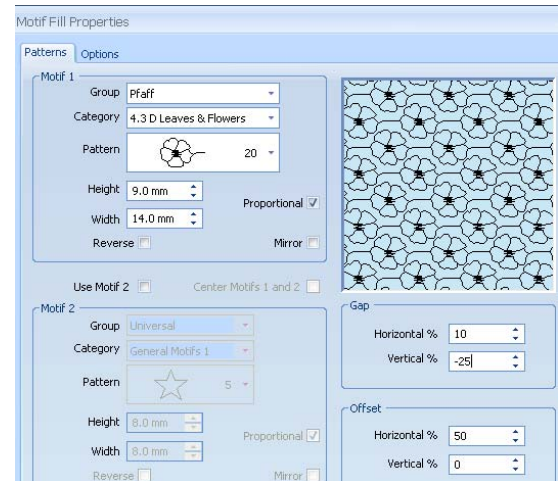 Motif Fill Properties
Patterns Options
Motif 1
Group Pfaff
Category 4.3 D Leaves & Flowers
Pattern 20
Height 9.0 mm
Proportional
Width 14.0 mm
Reverse Mirror
Use Motif 2 Center Motifs 1 and 2
Motif 2
Group Universal
Category General Motifs 1
Pattern 5
Height 8.0 mm
Proportional
Width 8.0 mm
Reverse Mirror
Gap
Horizontal % 10
Vertical % -25
Offset
Horizontal % 50
Vertical % 0